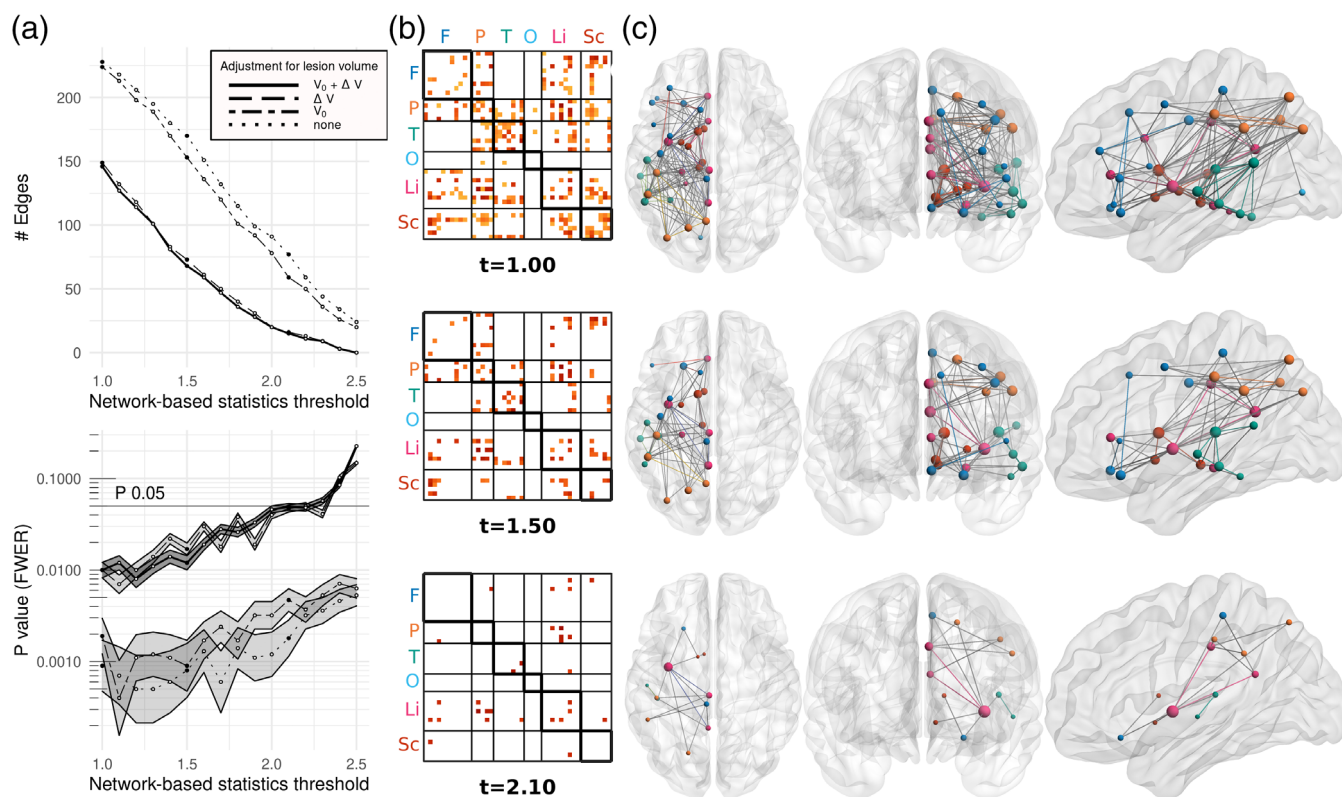 (a)
Adjustment for lesion volume
V₀ + Δ V
Δ V
V₀
none
# Edges
200
150
100
50
0
1.0 1.5 2.0 2.5
Network-based statistics threshold
P 0.05
P value (FWER)
0.1000
0.0100
0.0010
1.0 1.5 2.0 2.5
Network-based statistics threshold
(b)
F P T O Li Sc
F
P
T
O
Li
Sc
t=1.00
F
P
T
O
Li
Sc
t=1.50
F
P
T
O
Li
Sc
t=2.10
(c)